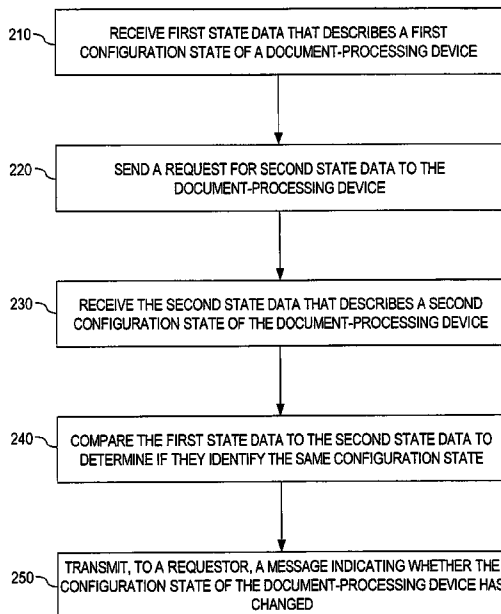 210
RECEIVE FIRST STATE DATA THAT DESCRIBES A FIRST
CONFIGURATION STATE OF A DOCUMENT-PROCESSING DEVICE
220
SEND A REQUEST FOR SECOND STATE DATA TO THE
DOCUMENT-PROCESSING DEVICE
230
RECEIVE THE SECOND STATE DATA THAT DESCRIBES A SECOND
CONFIGURATION STATE OF THE DOCUMENT-PROCESSING DEVICE
240
COMPARE THE FIRST STATE DATA TO THE SECOND STATE DATA TO
DETERMINE IF THEY IDENTIFY THE SAME CONFIGURATION STATE
250
TRANSMIT, TO A REQUESTOR, A MESSAGE INDICATING WHETHER THE
CONFIGURATION STATE OF THE DOCUMENT-PROCESSING DEVICE HAS
CHANGED